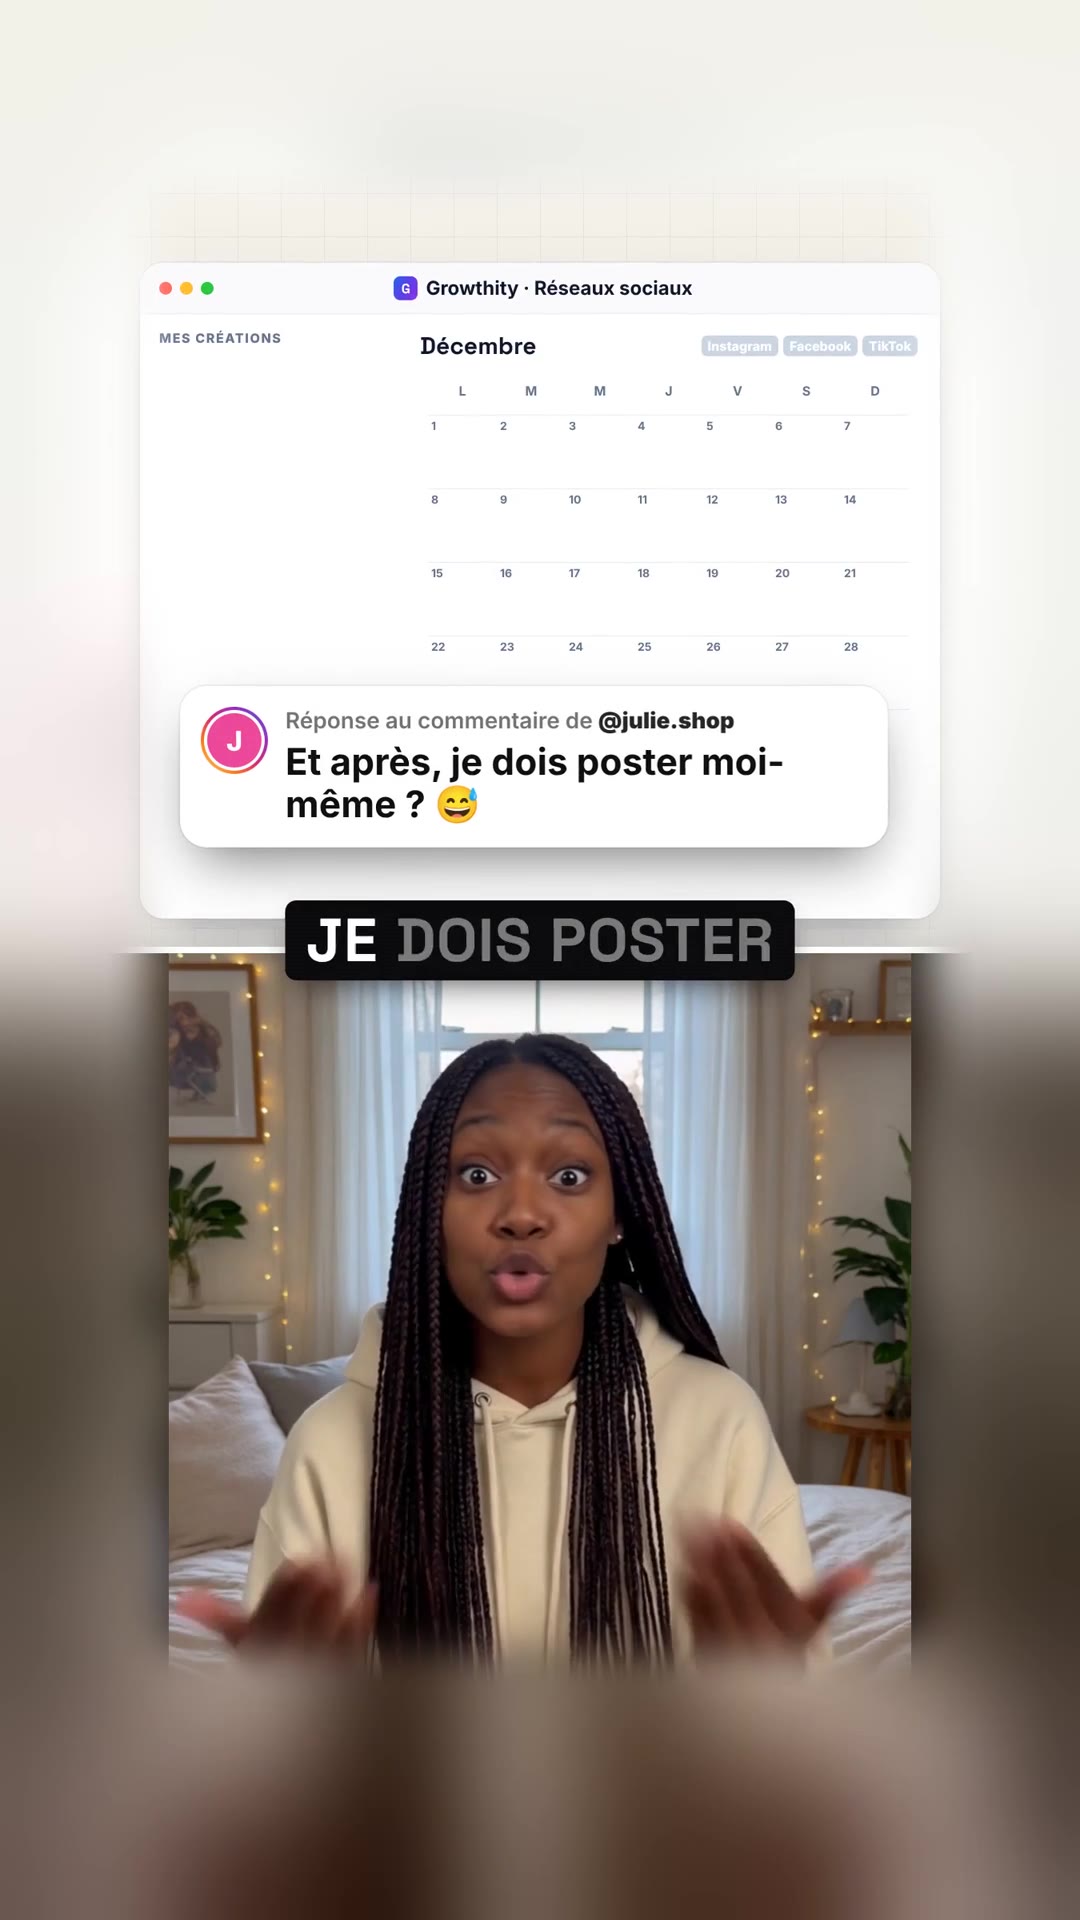 G Growthity · Réseaux sociaux
MES CRÉATIONS
Décembre
Instagram Facebook TikTok
L M M J V S D
1 2 3 4 5 6 7
8 9 10 11 12 13 14
15 16 17 18 19 20 21
22 23 24 25 26 27 28
J
Réponse au commentaire de @julie.shop
Et après, je dois poster moi-
même ? 😅
JE DOIS POSTER